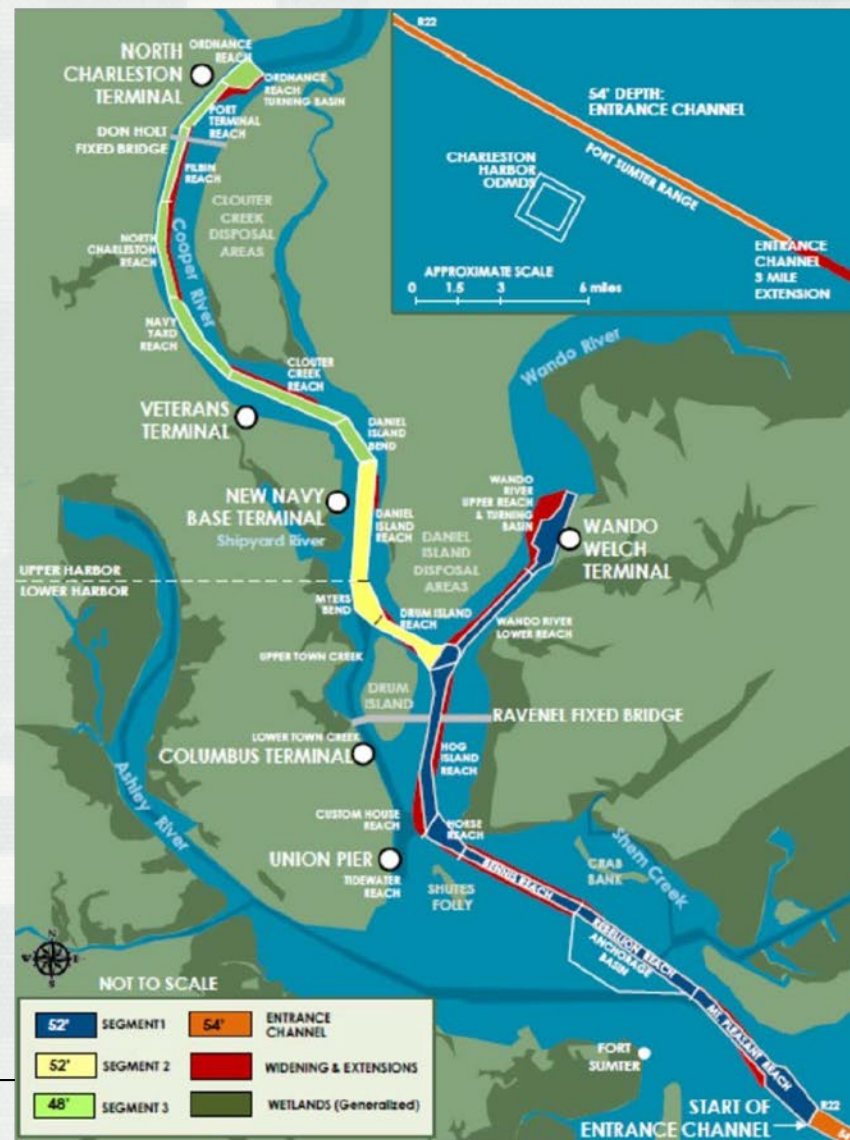 NORTH
CHARLESTON
TERMINAL
ORDNANCE
REACH
ORDNANCE
REACH
TURNING BASIN
PORT
TERMINAL
REACH
DON HOLT
FIXED BRIDGE
FILBIN
REACH
CLOUTER
CREEK
DISPOSAL
AREAS
NORTH
CHARLESTON
REACH
Cooper River
NAVY
YARD
REACH
CLOUTER
CREEK
REACH
VETERANS
TERMINAL
DANIEL
ISLAND
BEND
NEW NAVY
BASE TERMINAL
Shipyard River
DANIEL
ISLAND
REACH
DANIEL
ISLAND
DISPOSAL
AREAS
UPPER HARBOR
LOWER HARBOR
MYERS
BEND
DRUM ISLAND
REACH
UPPER TOWN CREEK
DRUM
ISLAND
R22
54' DEPTH:
ENTRANCE CHANNEL
FORT SUMTER RANGE
CHARLESTON
HARBOR
ODMDS
ENTRANCE
CHANNEL
3 MILE
EXTENSION
APPROXIMATE SCALE
0 1.5 3 6 miles
Wando River
WANDO
RIVER
UPPER REACH
& TURNING
BASIN
WANDO
WELCH
TERMINAL
WANDO RIVER
LOWER REACH
RAVENEL FIXED BRIDGE
LOWER TOWN CREEK
COLUMBUS TERMINAL
HOG
ISLAND
REACH
Ashley River
CUSTOM HOUSE
REACH
HORSE
REACH
UNION PIER
TIDEWATER
REACH
SHUTES
FOLLY
BENNIS REACH
CRAB
BANK
Shem Creek
REBELLION REACH
ANCHORAGE
BASIN
MT. PLEASANT REACH
FORT
SUMTER
START OF
ENTRANCE CHANNEL
R22
N
W E
S
NOT TO SCALE
52' SEGMENT 1
54' ENTRANCE
CHANNEL
52' SEGMENT 2
WIDENING & EXTENSIONS
48' SEGMENT 3
WETLANDS (Generalized)